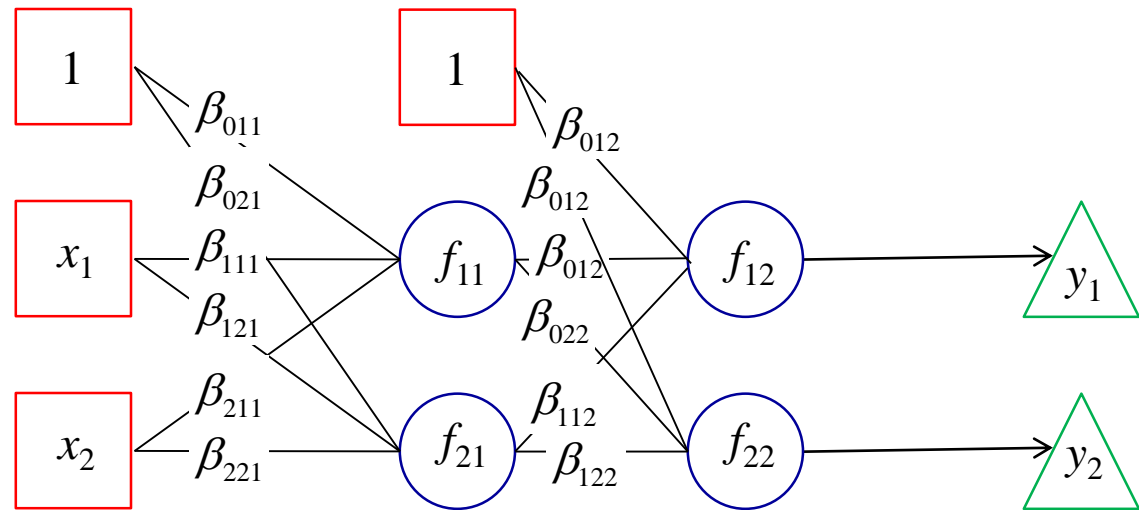 1 1
β₀₁₁ β₀₁₂
β₀₂₁ β₀₁₂
x₁ β₁₁₁ f₁₁ β₀₁₂ f₁₂ y₁
β₁₂₁ β₀₂₂
β₂₁₁ β₁₁₂
x₂ β₂₂₁ f₂₁ β₁₂₂ f₂₂ y₂